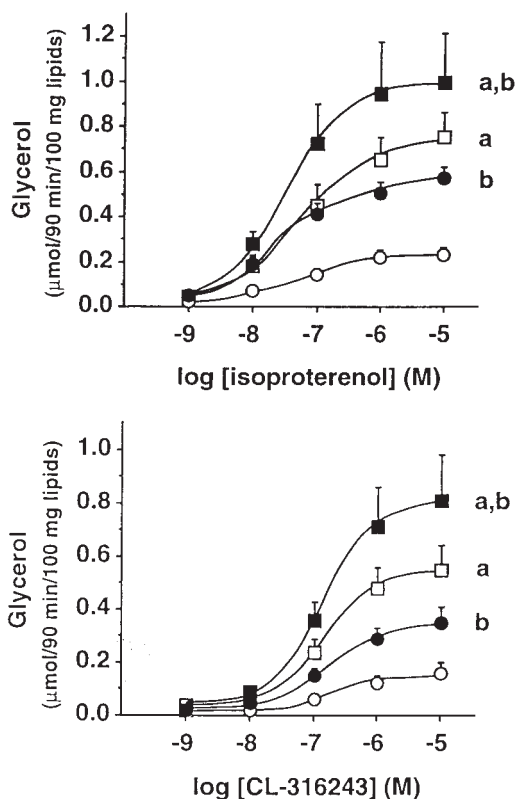 1.2
1.0
0.8
0.6
0.4
0.2
0.0
Glycerol
(μmol/90 min/100 mg lipids)
a,b
a
b
-9 -8 -7 -6 -5
log [isoproterenol] (M)
1.0
0.8
0.6
0.4
0.2
0.0
Glycerol
(μmol/90 min/100 mg lipids)
a,b
a
b
-9 -8 -7 -6 -5
log [CL-316243] (M)